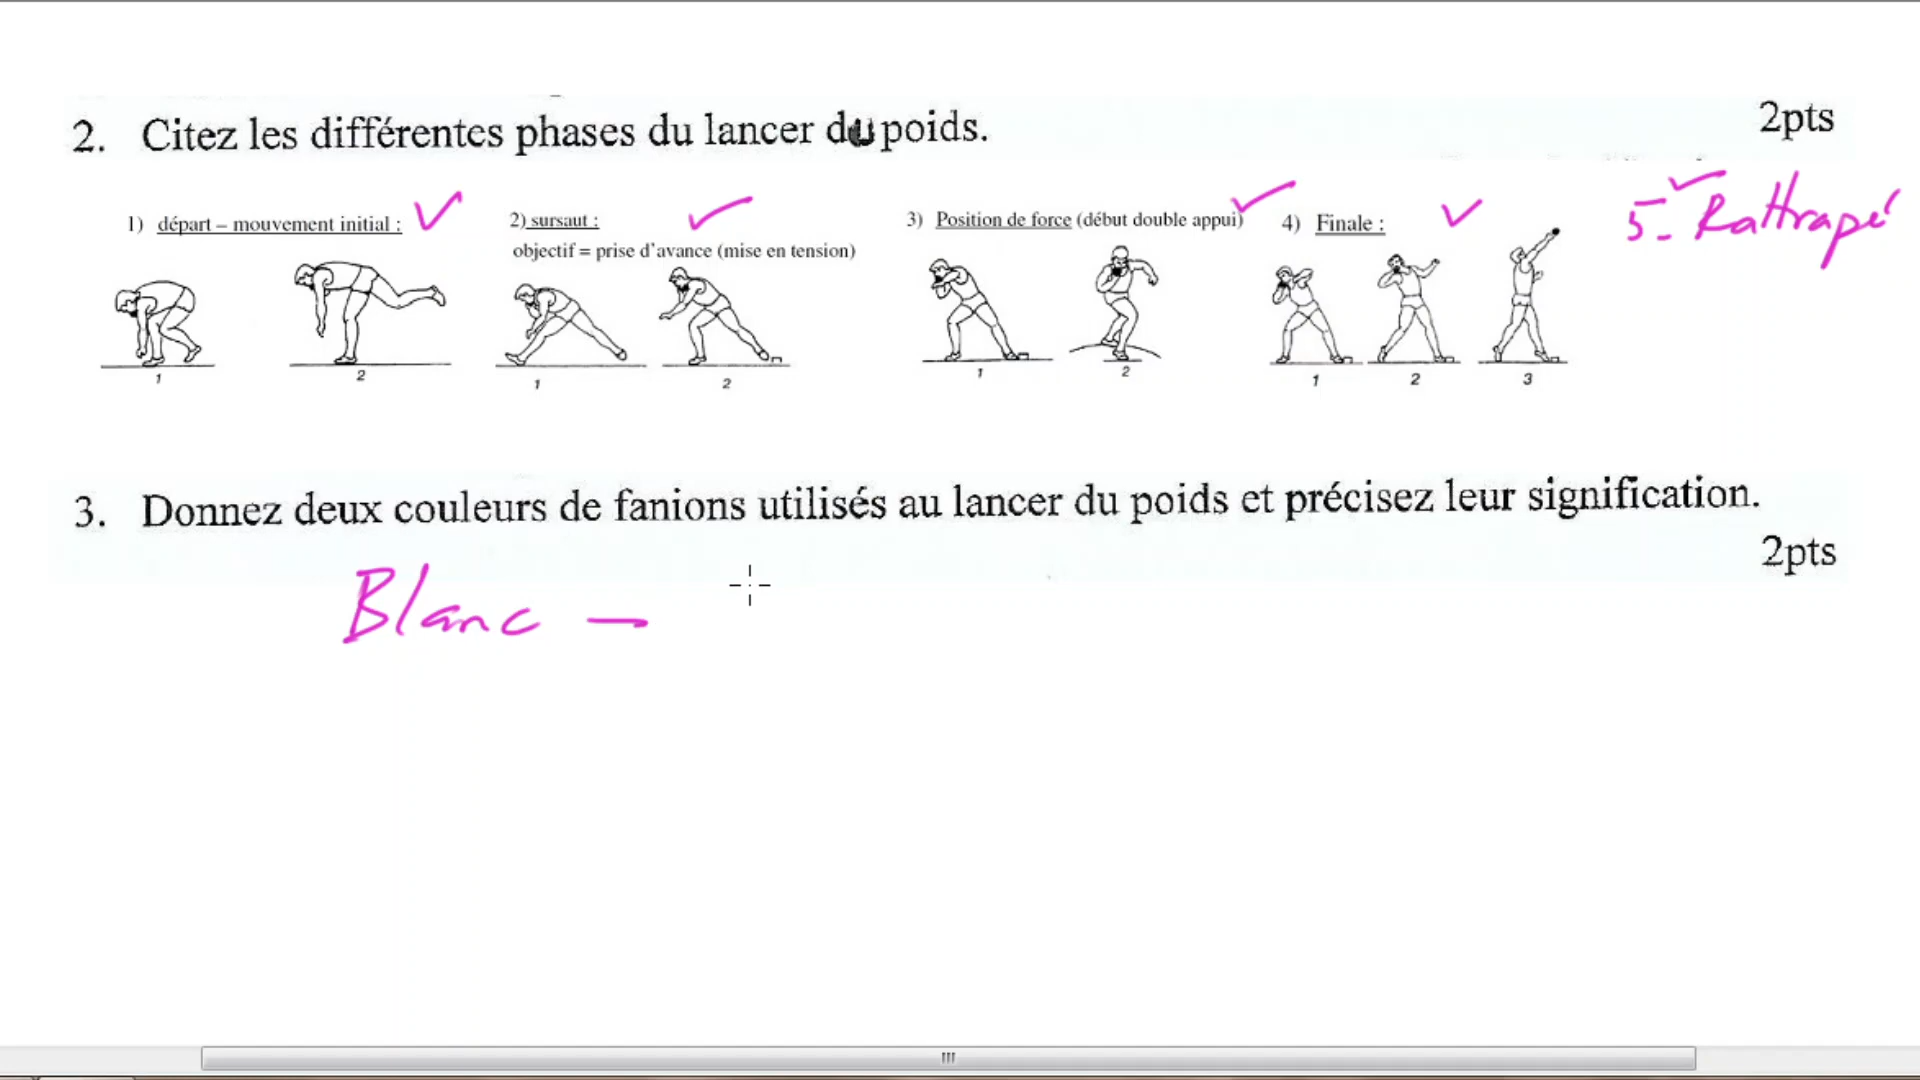 2. Citez les différentes phases du lancer du poids.
2pts
1) départ – mouvement initial :
2) sursaut :
objectif = prise d'avance (mise en tension)
3) Position de force (début double appui)
4) Finale :
5- Rattrapé
1
2
1
2
1
2
1
2
3
3. Donnez deux couleurs de fanions utilisés au lancer du poids et précisez leur signification.
2pts
Blanc –